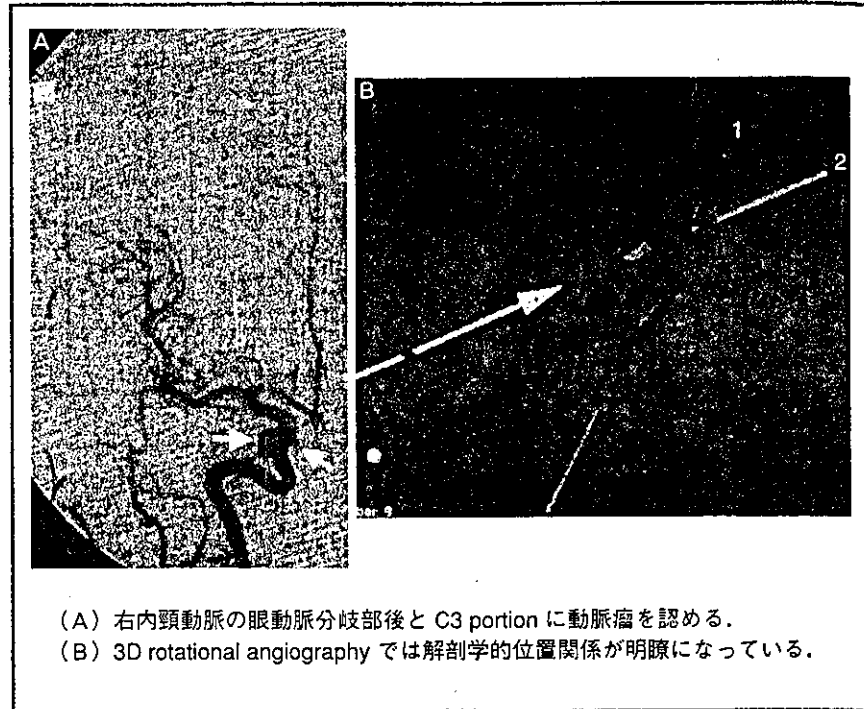 A
B
1
2
（A）右内頸動脈の眼動脈分岐部後と C3 portion に動脈瘤を認める．
（B）3D rotational angiography では解剖学的位置関係が明瞭になっている．